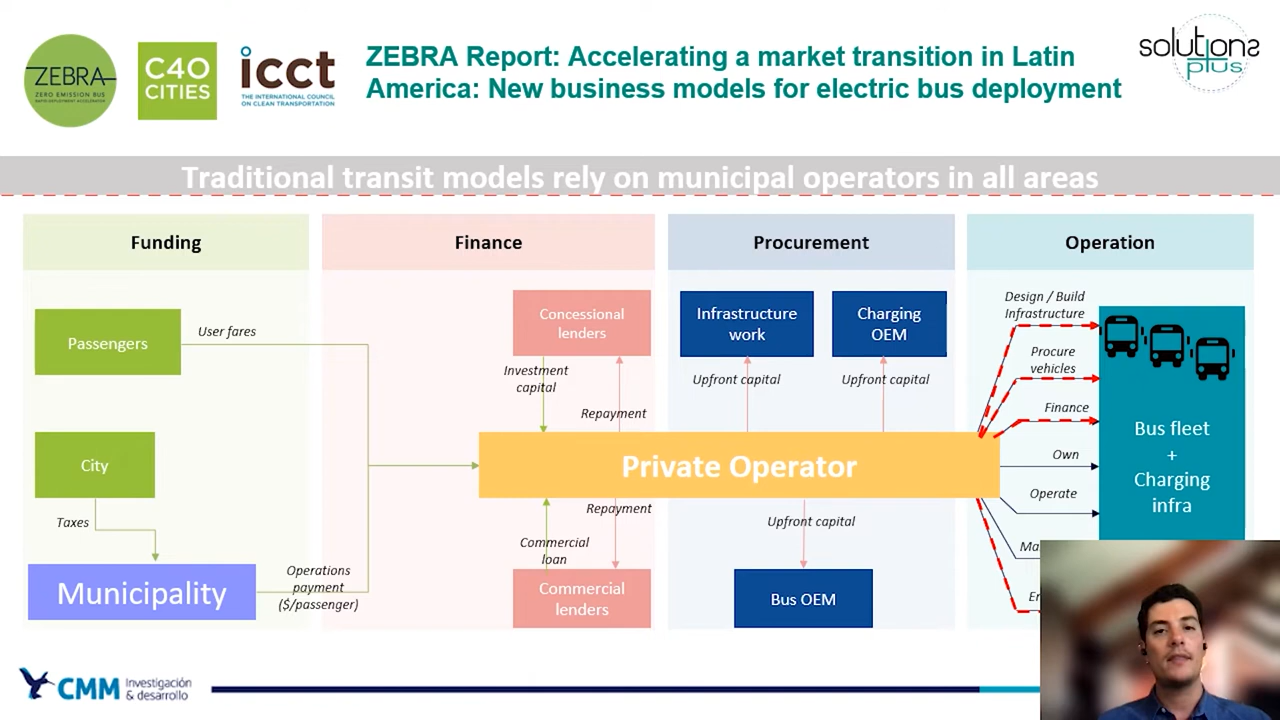 ZEBRA
ZERO EMISSION BUS
RAPID-DEPLOYMENT ACCELERATOR
C40
CITIES
icct
THE INTERNATIONAL COUNCIL
ON CLEAN TRANSPORTATION
ZEBRA Report: Accelerating a market transition in Latin
America: New business models for electric bus deployment
solutions
plus
Traditional transit models rely on municipal operators in all areas
Funding
Finance
Procurement
Operation
Passengers
User fares
City
Taxes
Municipality
Operations
payment
($/passenger)
Concessional
lenders
Investment
capital
Repayment
Private Operator
Repayment
Commercial
loan
Commercial
lenders
Infrastructure
work
Charging
OEM
Upfront capital
Upfront capital
Upfront capital
Bus OEM
Design / Build
Infrastructure
Procure
vehicles
Finance
Own
Operate
Bus fleet
+
Charging
infra
CMM
Investigación
& desarrollo